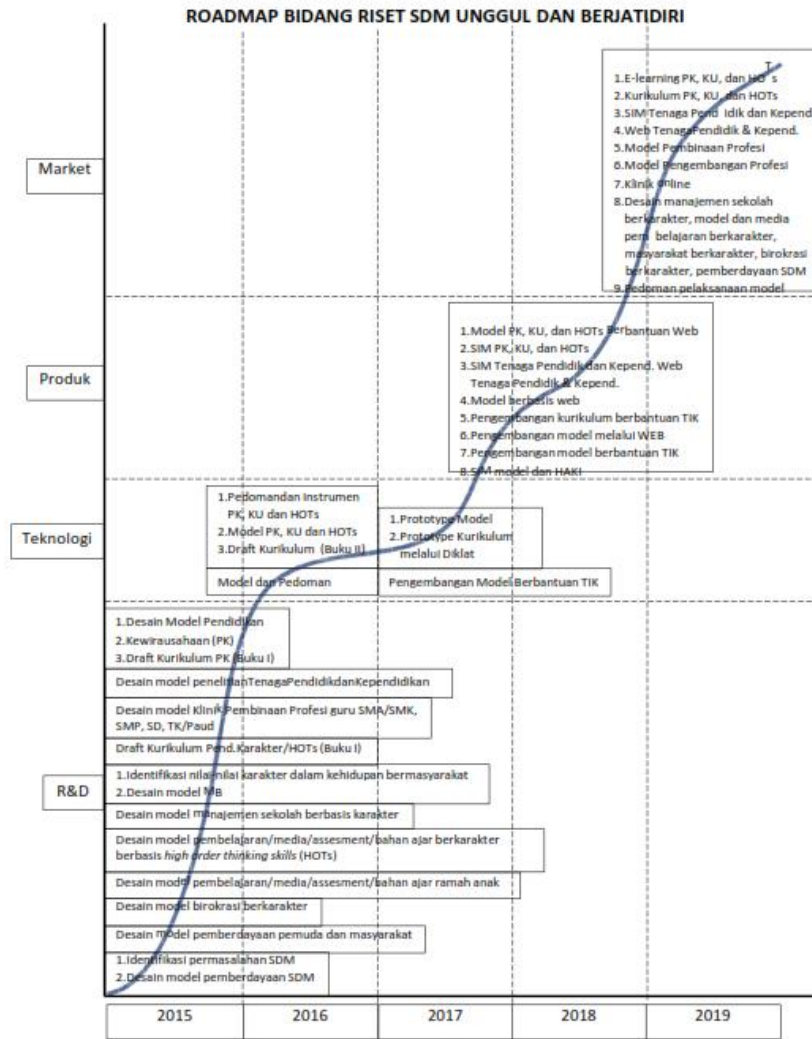 ROADMAP BIDANG RISET SDM UNGGUL DAN BERJATIDIRI
Market
1.E-learning PK, KU, dan HOTs
2.Kurikulum PK, KU, dan HOTs
3.SIM Tenaga Pend idik dan Kepend
4.Web TenagaPendidik & Kepend.
5.Model Pembinaan Profesi
6.Model Pengembangan Profesi
7.Klinik online
8.Desain manajemen sekolah
berkarakter, model dan media
pem belajaran berkarakter,
masyarakat berkarakter, birokrasi
berkarakter, pemberdayaan SDM
9.Pedoman pelaksanaan model
Produk
1.Model PK, KU, dan HOTs Berbantuan Web
2.SIM PK, KU, dan HOTs
3.SIM Tenaga Pendidik dan Kepend. Web
Tenaga Pendidik & Kepend.
4.Model berbasis web
5.Pengembangan kurikulum berbantuan TIK
6.Pengembangan model melalui WEB
7.Pengembangan model berbantuan TIK
8.SIM model dan HAKI
Teknologi
1.Pedomandan Instrumen
PK, KU dan HOTs
2.Model PK, KU dan HOTs
3.Draft Kurikulum (Buku II)
Model dan Pedoman
1.Prototype Model
2.Prototype Kurikulum
melalui Diklat
Pengembangan Model Berbantuan TIK
R&D
1.Desain Model Pendidikan
2.Kewirausahaan (PK)
3.Draft Kurikulum PK (Buku I)
Desain model penelitianTenagaPendidikdanKependidikan
Desain model Klinik Pembinaan Profesi guru SMA/SMK,
SMP, SD, TK/Paud
Draft Kurikulum Pend.Karakter/HOTs (Buku I)
1.Identifikasi nilai-nilai karakter dalam kehidupan bermasyarakat
2.Desain model MB
Desain model manajemen sekolah berbasis karakter
Desain model pembelajaran/media/assesment/bahan ajar berkarakter
berbasis high order thinking skills (HOTs)
Desain model pembelajaran/media/assesment/bahan ajar ramah anak
Desain model birokrasi berkarakter
Desain model pemberdayaan pemuda dan masyarakat
1.Identifikasi permasalahan SDM
2.Desain model pemberdayaan SDM
2015 2016 2017 2018 2019